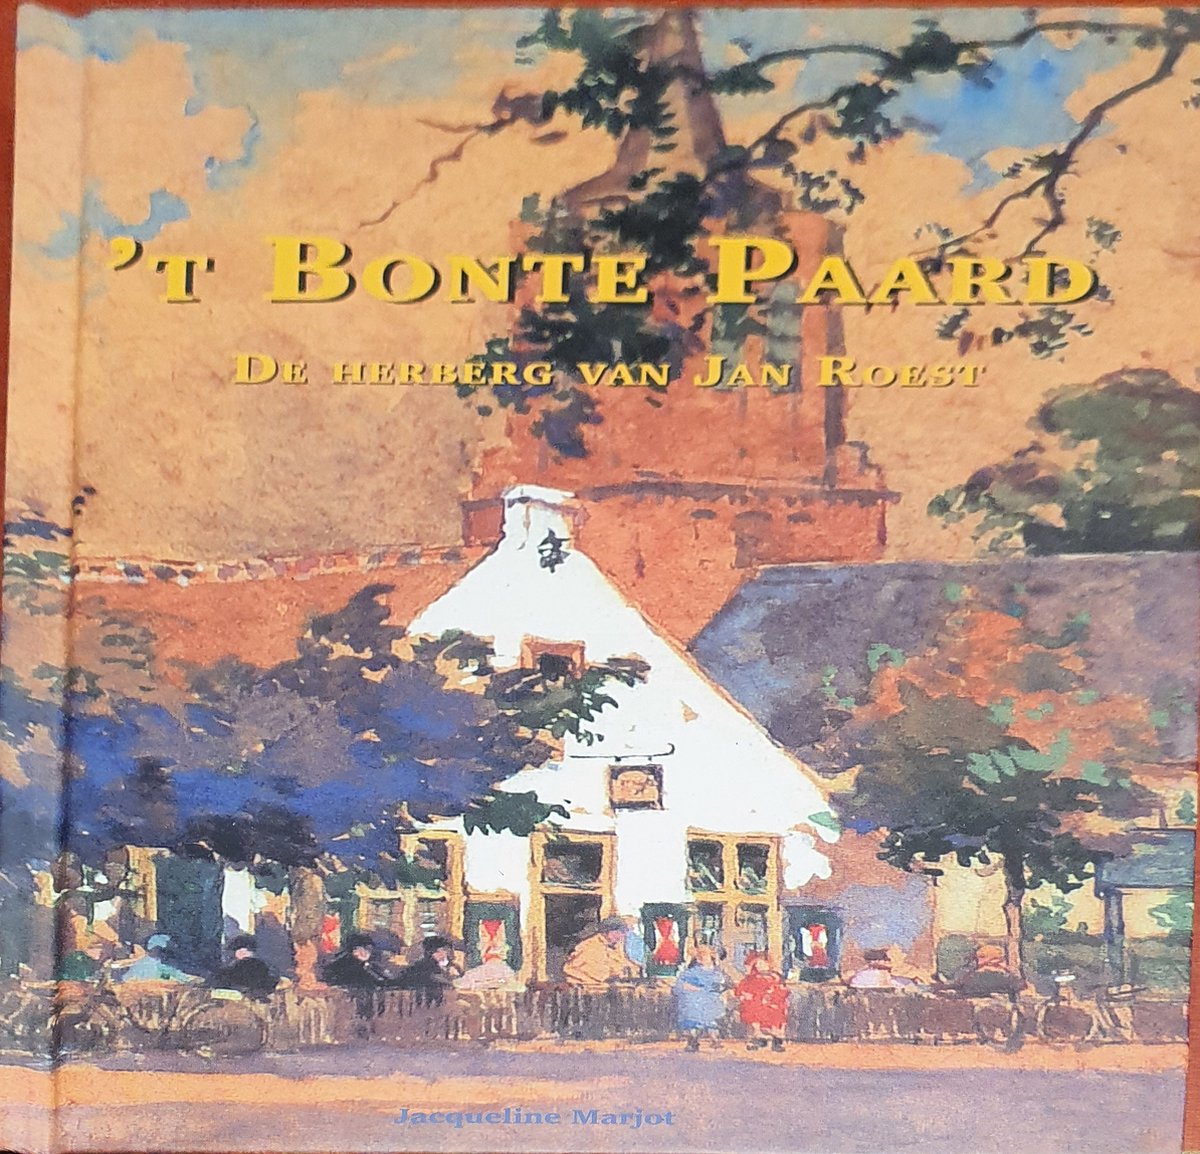 ’T BONTE PAARD
DE HERBERG VAN JAN ROEST
Jacqueline Marjot